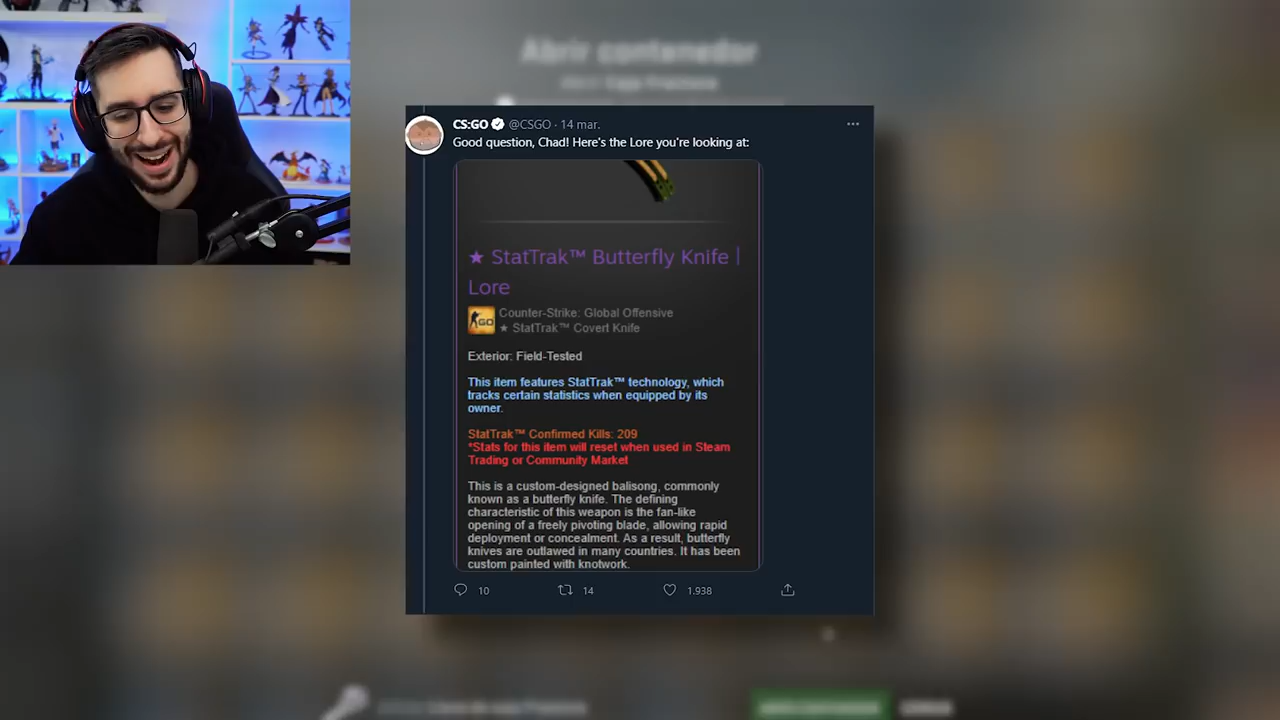 Abrir contenedor
CS:GO @CSGO · 14 mar.
Good question, Chad! Here's the Lore you're looking at:
★ StatTrak™ Butterfly Knife |
Lore
GO
Counter-Strike: Global Offensive
★ StatTrak™ Covert Knife
Exterior: Field-Tested
This item features StatTrak™ technology, which
tracks certain statistics when equipped by its
owner.
StatTrak™ Confirmed Kills: 209
*Stats for this item will reset when used in Steam
Trading or Community Market
This is a custom-designed balisong, commonly
known as a butterfly knife. The defining
characteristic of this weapon is the fan-like
opening of a freely pivoting blade, allowing rapid
deployment or concealment. As a result, butterfly
knives are outlawed in many countries. It has been
custom painted with knotwork.
10 14 1.938